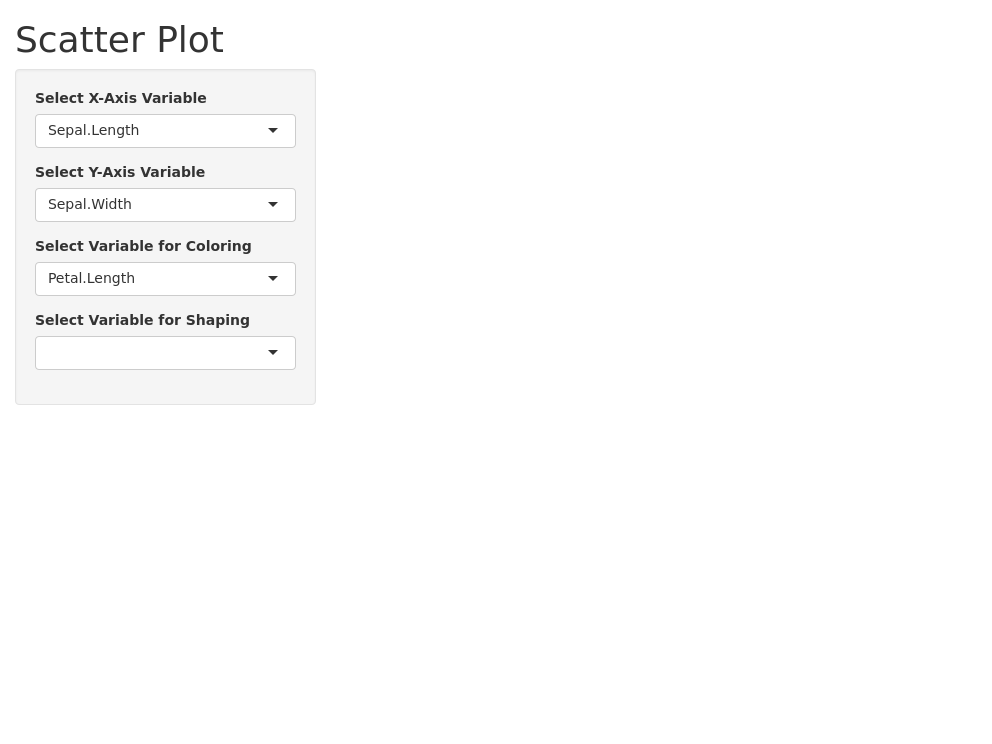 Scatter Plot
Select X-Axis Variable
Sepal.Length
Select Y-Axis Variable
Sepal.Width
Select Variable for Coloring
Petal.Length
Select Variable for Shaping